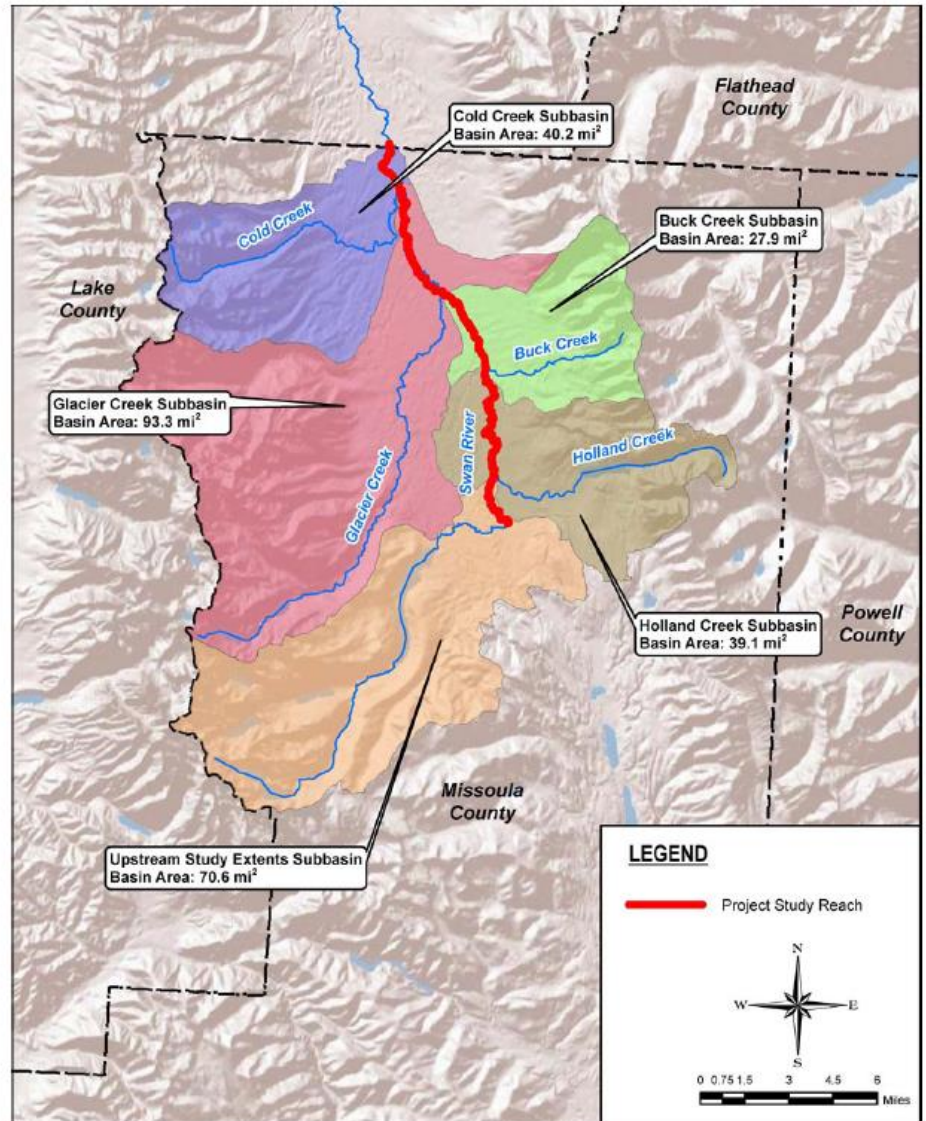 Flathead
County
Cold Creek Subbasin
Basin Area: 40.2 mi²
Buck Creek Subbasin
Basin Area: 27.9 mi²
Cold Creek
Lake
County
Buck Creek
Glacier Creek Subbasin
Basin Area: 93.3 mi²
Swan River
Holland Creek
Glacier Creek
Holland Creek Subbasin
Basin Area: 39.1 mi²
Powell
County
Missoula
County
Upstream Study Extents Subbasin
Basin Area: 70.6 mi²
LEGEND
Project Study Reach
N
W
E
S
0 0.75 1.5 3 4.5 6
Miles